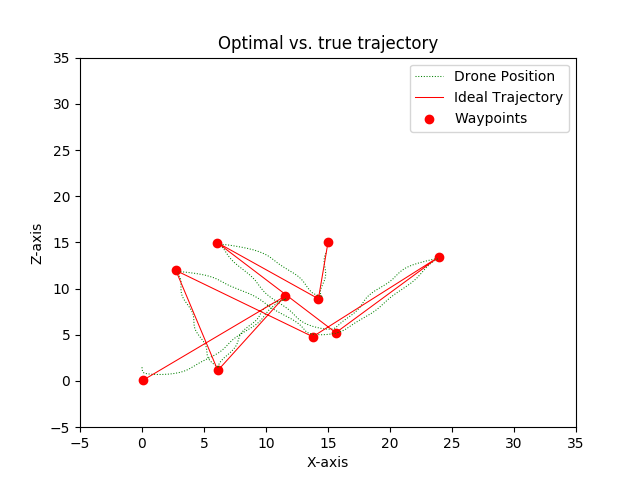 Optimal vs. true trajectory
Drone Position
Ideal Trajectory
Waypoints
35
30
25
20
15
10
5
0
−5
Z-axis
−5 0 5 10 15 20 25 30 35
X-axis